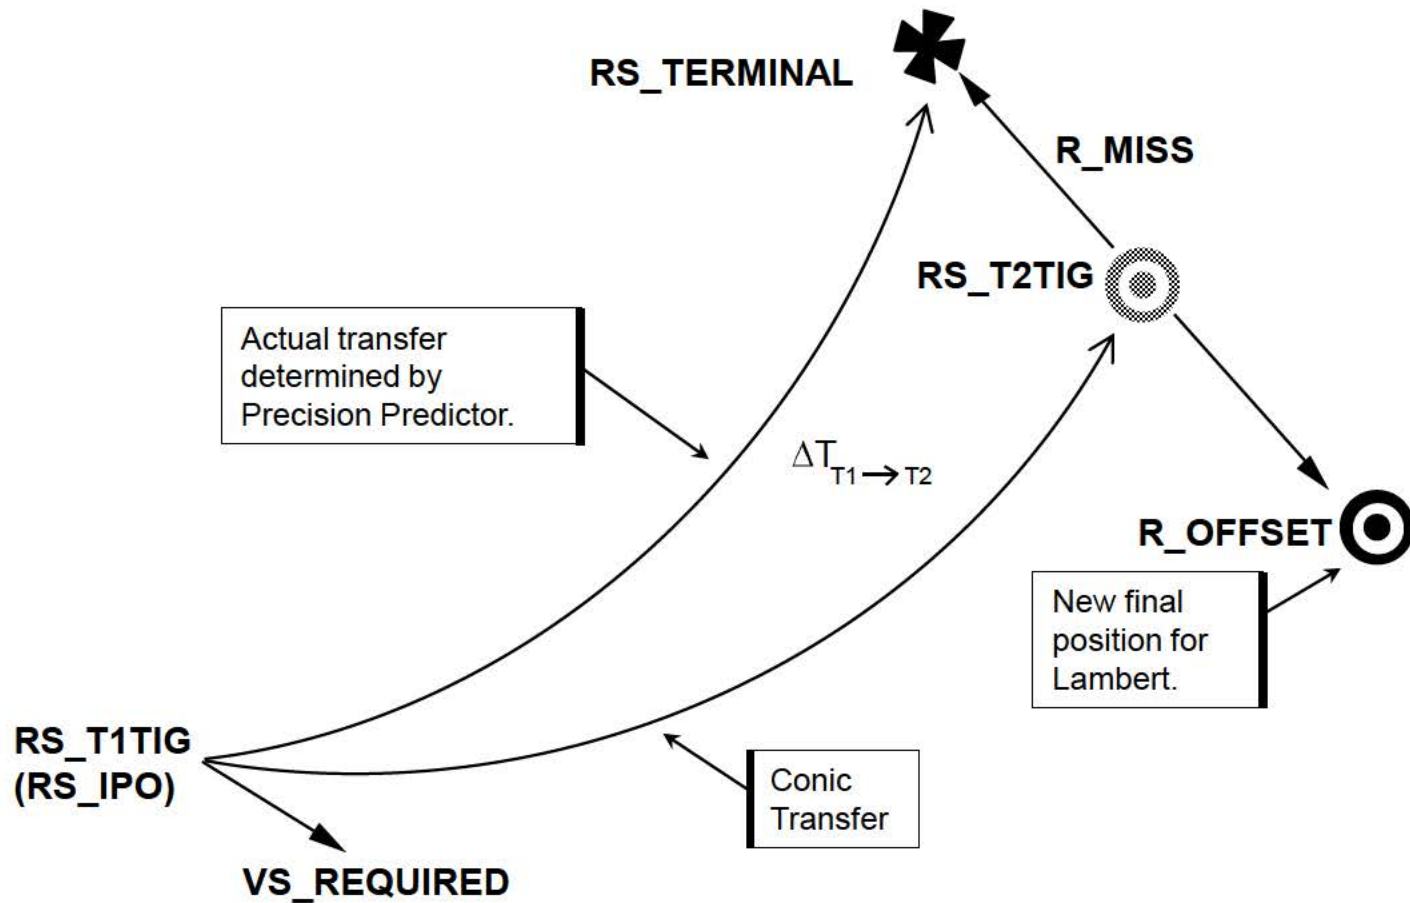 RS_TERMINAL
R_MISS
RS_T2TIG
Actual transfer
determined by
Precision Predictor.
ΔT T1→T2
R_OFFSET
New final
position for
Lambert.
RS_T1TIG
(RS_IPO)
Conic
Transfer
VS_REQUIRED